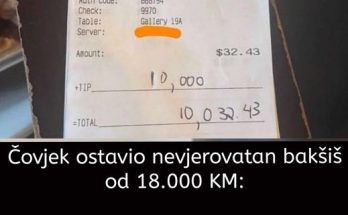 Check: 9970
Table: Gallery 19A
Server:
Amount: $32.43
+TIP 10,000
=TOTAL 10,032.43
Čovjek ostavio nevjerovatan bakšiš
od 18.000 KM: